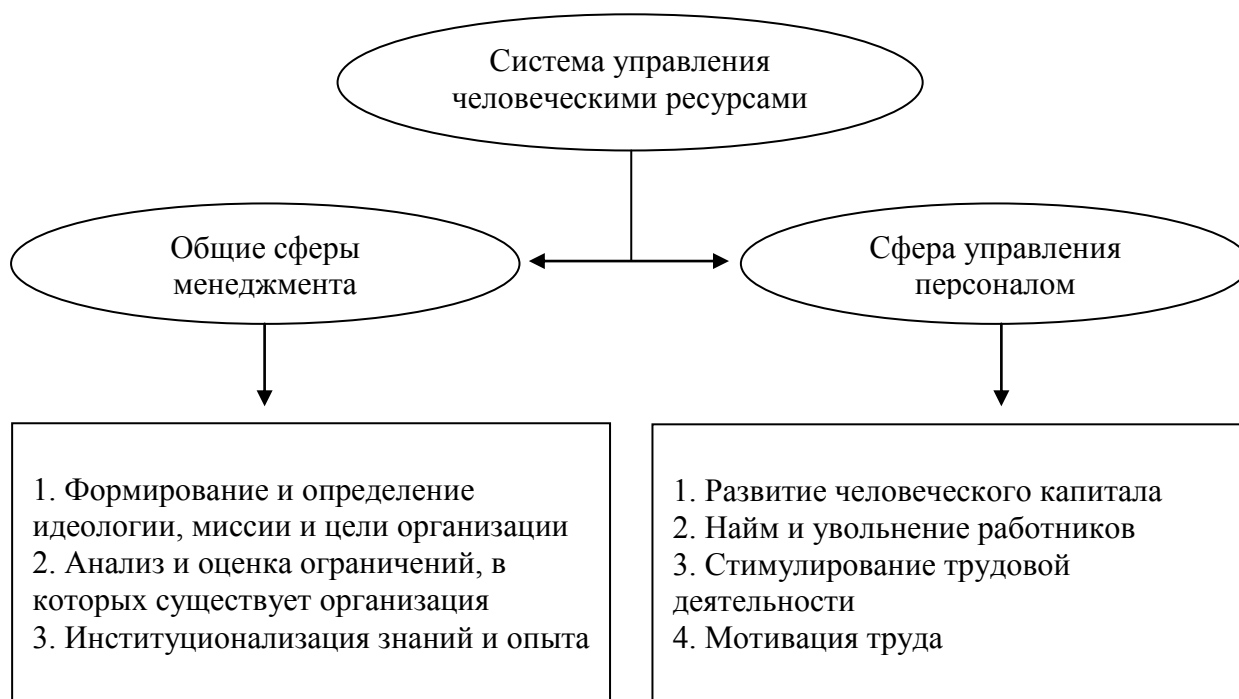 Система управления
человеческими ресурсами
Общие сферы
менеджмента
Сфера управления
персоналом
1. Формирование и определение
идеологии, миссии и цели организации
2. Анализ и оценка ограничений, в
которых существует организация
3. Институционализация знаний и опыта
1. Развитие человеческого капитала
2. Найм и увольнение работников
3. Стимулирование трудовой
деятельности
4. Мотивация труда